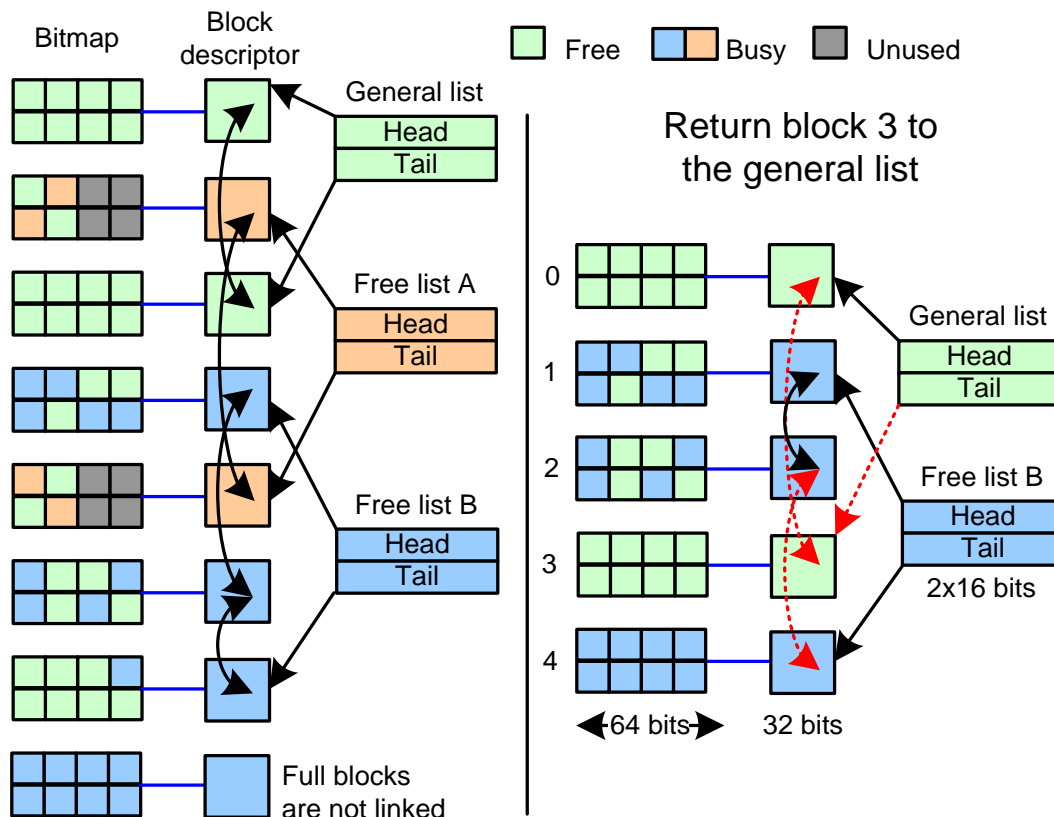 Bitmap
Block
descriptor
Free
Busy
Unused
General list
Head
Tail
Free list A
Head
Tail
Free list B
Head
Tail
Full blocks
are not linked
Return block 3 to
the general list
0
1
2
3
4
General list
Head
Tail
Free list B
Head
Tail
2x16 bits
64 bits
32 bits